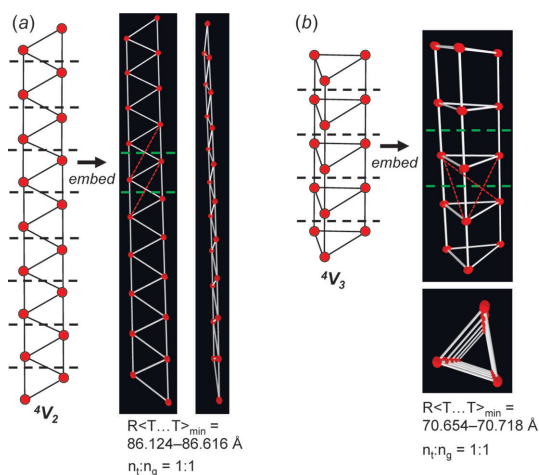 (a)
embed
⁴V₂
R<T...T>min =
86.124–86.616 Å
nt:ng = 1:1
(b)
embed
⁴V₃
R<T...T>min =
70.654–70.718 Å
nt:ng = 1:1